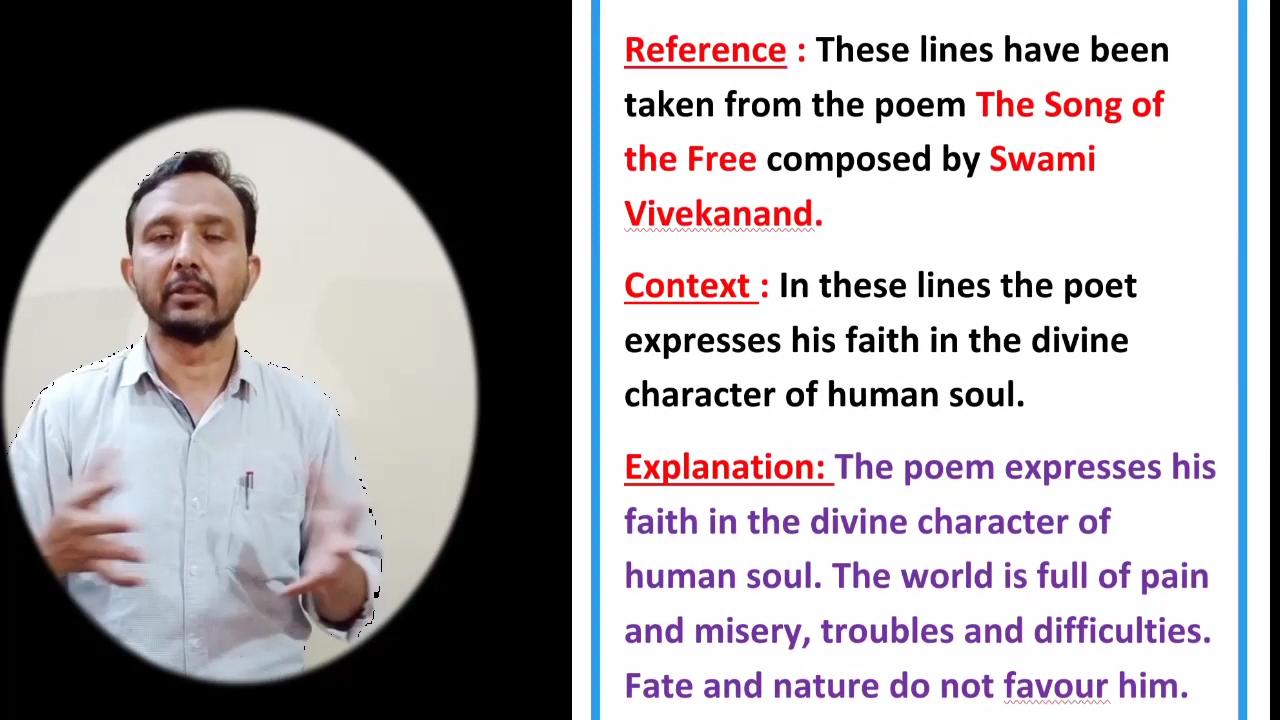 Reference : These lines have been
taken from the poem The Song of
the Free composed by Swami
Vivekanand.
Context : In these lines the poet
expresses his faith in the divine
character of human soul.
Explanation: The poem expresses his
faith in the divine character of
human soul. The world is full of pain
and misery, troubles and difficulties.
Fate and nature do not favour him.